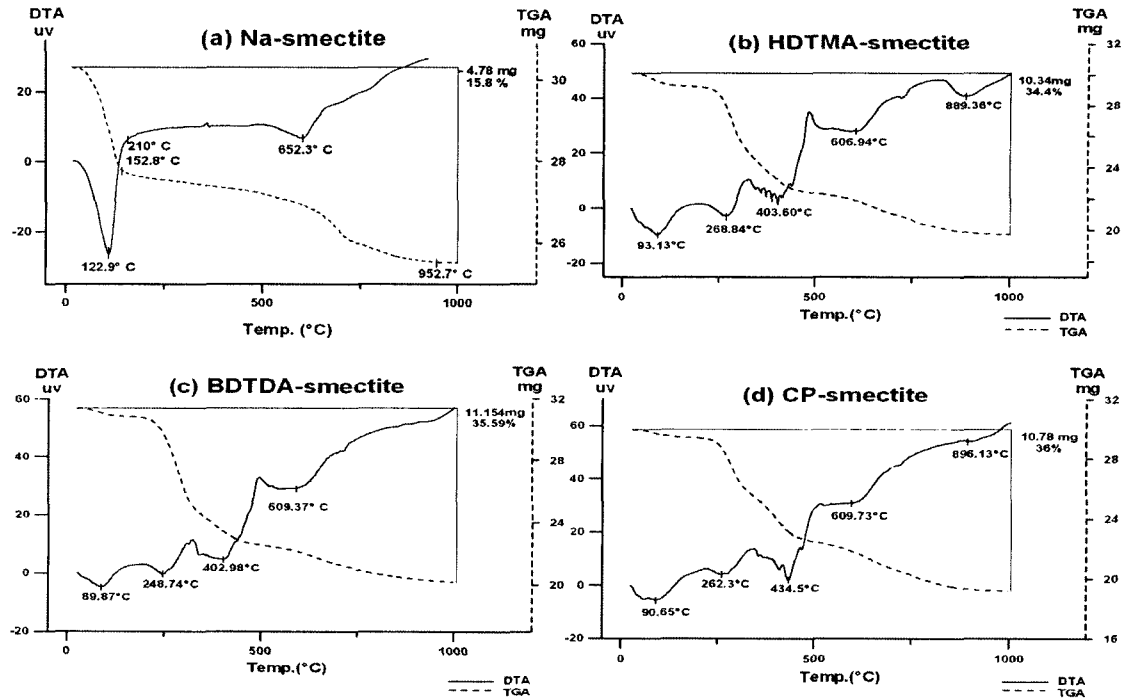 DTA
uv
(a) Na-smectite
TGA
mg
20
0
-20
4.78 mg
15.8 %
30
28
26
210° C
152.8° C
122.9° C
652.3° C
952.7° C
0
500
1000
Temp. (°C)
DTA
uv
(b) HDTMA-smectite
TGA
mg
60
40
20
0
-20
32
28
24
20
10.34mg
34.4%
889.36°C
606.94°C
403.60°C
268.84°C
93.13°C
0
500
1000
Temp.(°C)
DTA
TGA
DTA
uv
(c) BDTDA-smectite
TGA
mg
60
40
20
0
-20
32
28
24
20
11.154mg
35.59%
609.37° C
402.98°C
248.74°C
89.87°C
0
500
1000
Temp.(°C)
DTA
TGA
DTA
uv
(d) CP-smectite
TGA
mg
60
40
20
0
-20
32
28
24
20
16
10.78 mg
36%
896.13°C
609.73°C
434.5°C
262.3°C
90.65°C
0
500
1000
Temp.(°C)
DTA
TGA